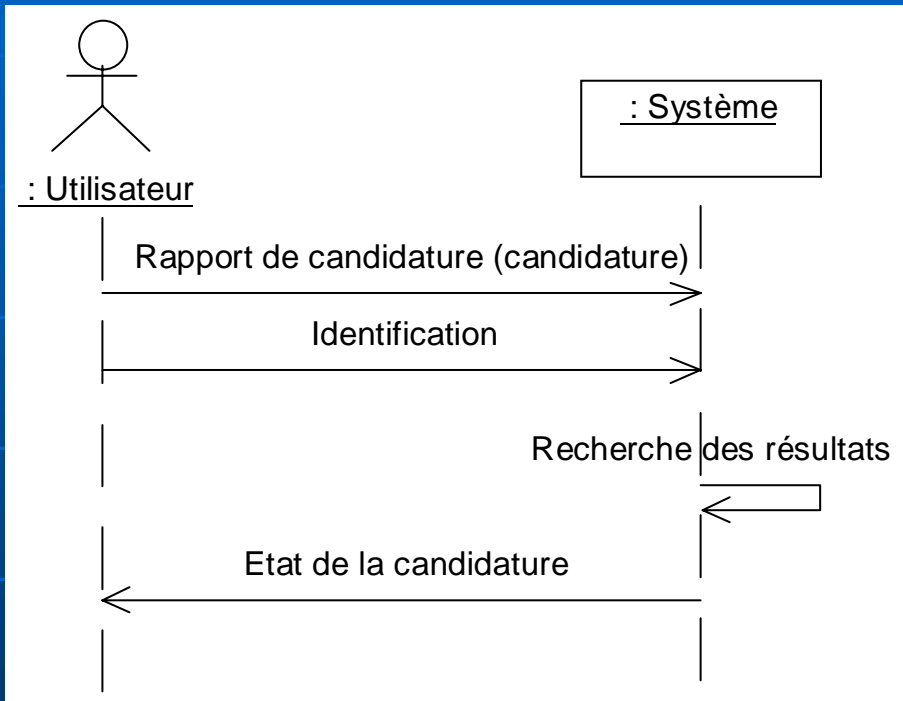 : Système
: Utilisateur
Rapport de candidature (candidature)
Identification
Recherche des résultats
Etat de la candidature